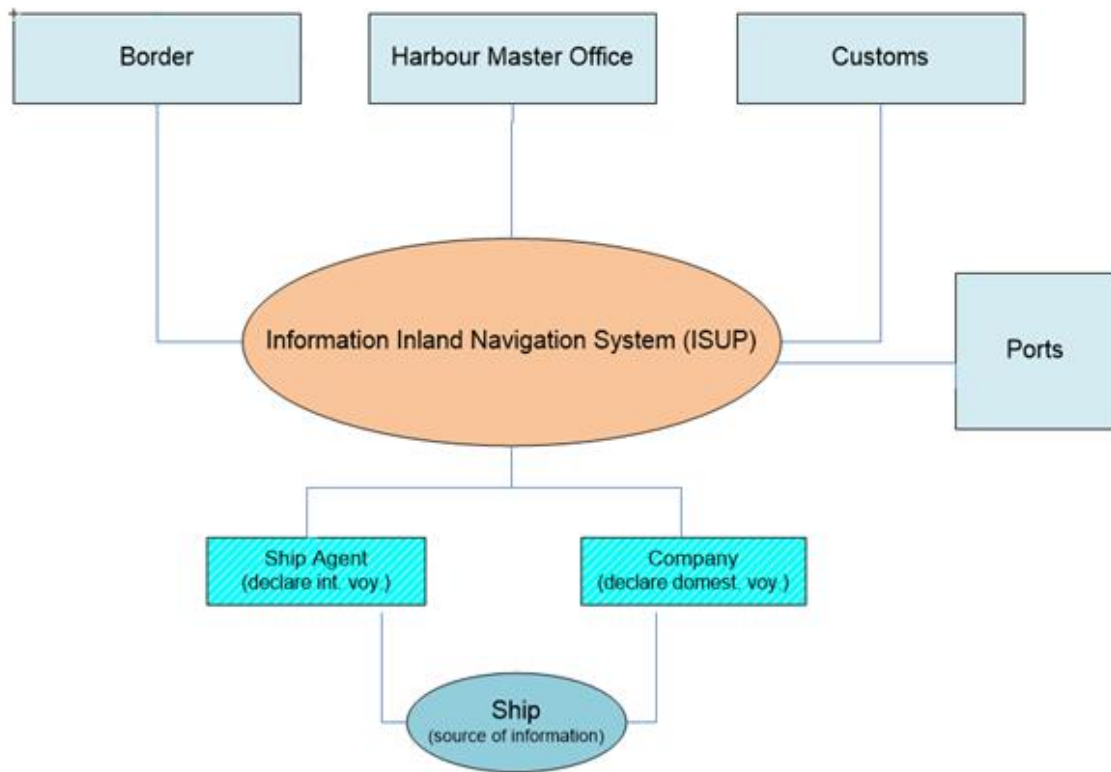 Border
Harbour Master Office
Customs
Information Inland Navigation System (ISUP)
Ports
Ship Agent
(declare int. voy.)
Company
(declare domest. voy.)
Ship
(source of information)